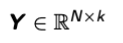 Y ∈ ℝ^{N×k}